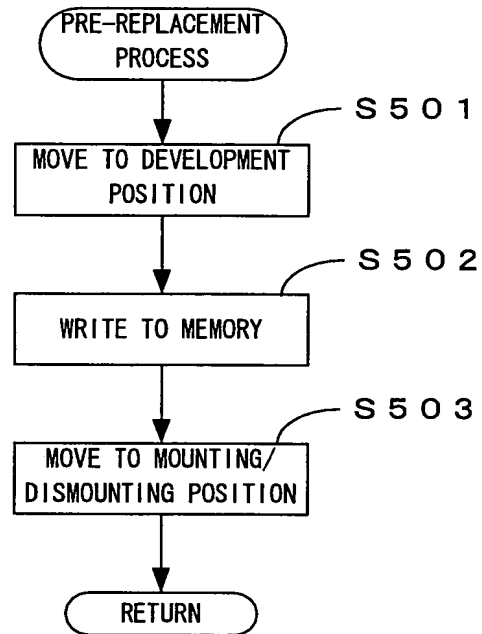 PRE-REPLACEMENT
PROCESS
S501
MOVE TO DEVELOPMENT
POSITION
S502
WRITE TO MEMORY
S503
MOVE TO MOUNTING/
DISMOUNTING POSITION
RETURN